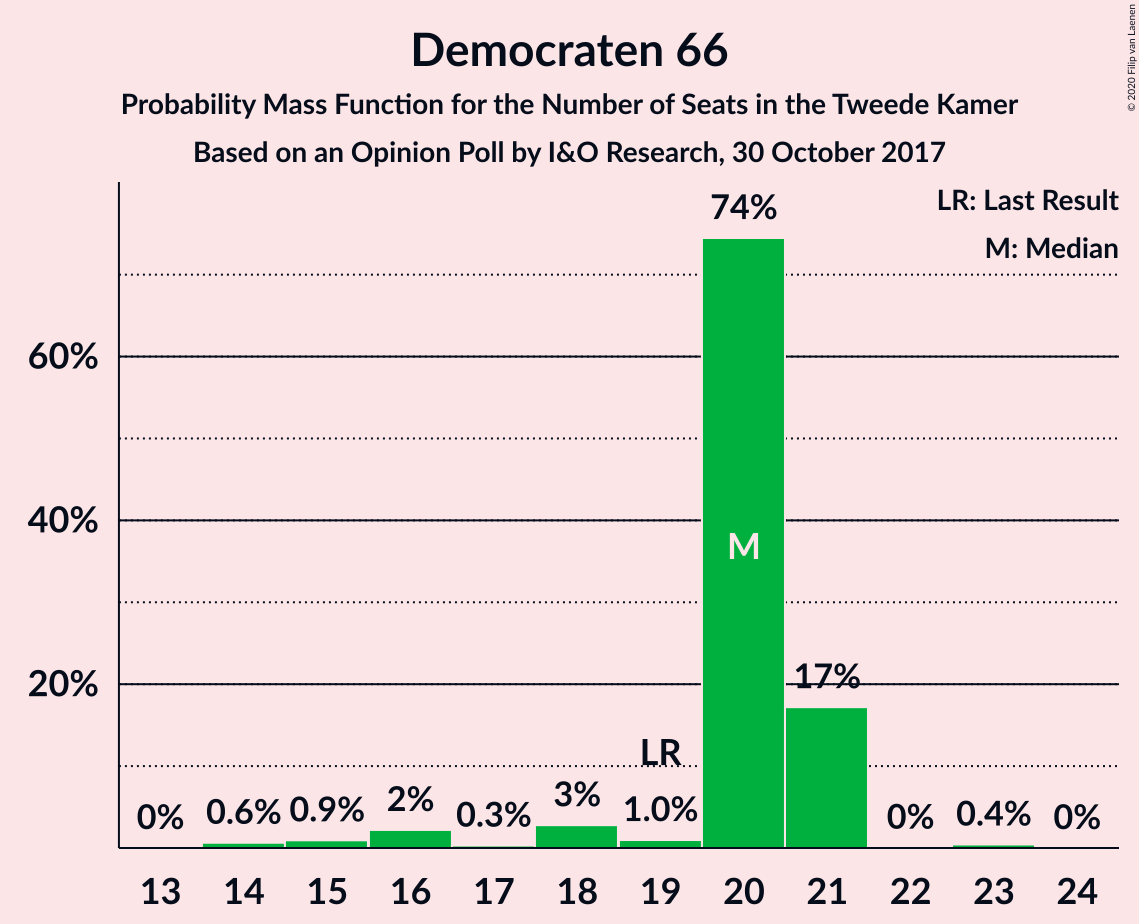 Democraten 66
Probability Mass Function for the Number of Seats in the Tweede Kamer
Based on an Opinion Poll by I&O Research, 30 October 2017
© 2020 Filip van Laenen
LR: Last Result
M: Median
60%
40%
20%
0%
0.6%
0.9%
2%
0.3%
3%
1.0%
LR
74%
M
17%
0%
0.4%
0%
13 14 15 16 17 18 19 20 21 22 23 24